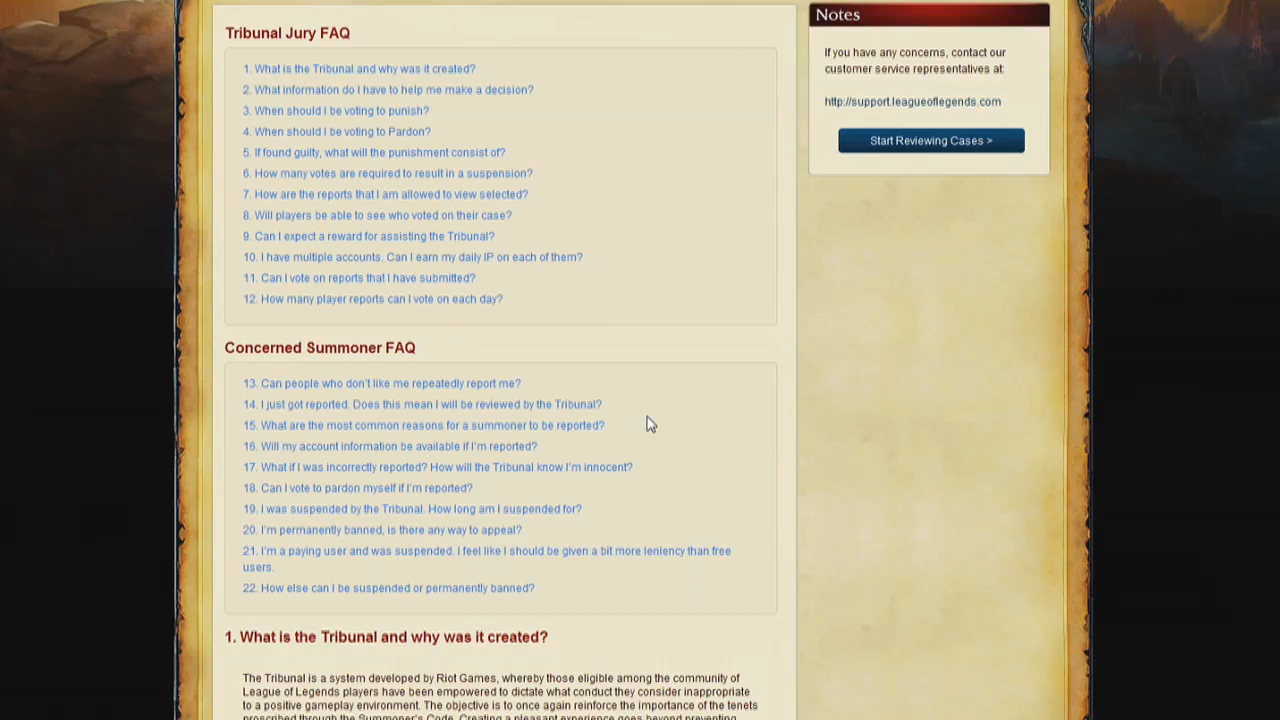 Tribunal Jury FAQ
1. What is the Tribunal and why was it created?
2. What information do I have to help me make a decision?
3. When should I be voting to punish?
4. When should I be voting to Pardon?
5. If found guilty, what will the punishment consist of?
6. How many votes are required to result in a suspension?
7. How are the reports that I am allowed to view selected?
8. Will players be able to see who voted on their case?
9. Can I expect a reward for assisting the Tribunal?
10. I have multiple accounts. Can I earn my daily IP on each of them?
11. Can I vote on reports that I have submitted?
12. How many player reports can I vote on each day?
Concerned Summoner FAQ
13. Can people who don't like me repeatedly report me?
14. I just got reported. Does this mean I will be reviewed by the Tribunal?
15. What are the most common reasons for a summoner to be reported?
16. Will my account information be available if I'm reported?
17. What if I was incorrectly reported? How will the Tribunal know I'm innocent?
18. Can I vote to pardon myself if I'm reported?
19. I was suspended by the Tribunal. How long am I suspended for?
20. I'm permanently banned, is there any way to appeal?
21. I'm a paying user and was suspended. I feel like I should be given a bit more leniency than free
users.
22. How else can I be suspended or permanently banned?
1. What is the Tribunal and why was it created?
The Tribunal is a system developed by Riot Games, whereby those eligible among the community of
League of Legends players have been empowered to dictate what conduct they consider inappropriate
to a positive gameplay environment. The objective is to once again reinforce the importance of the tenets
proscribed through the Summoner's Code. Creating a pleasant experience goes beyond preventing
Notes
If you have any concerns, contact our
customer service representatives at:
http://support.leagueoflegends.com
Start Reviewing Cases >